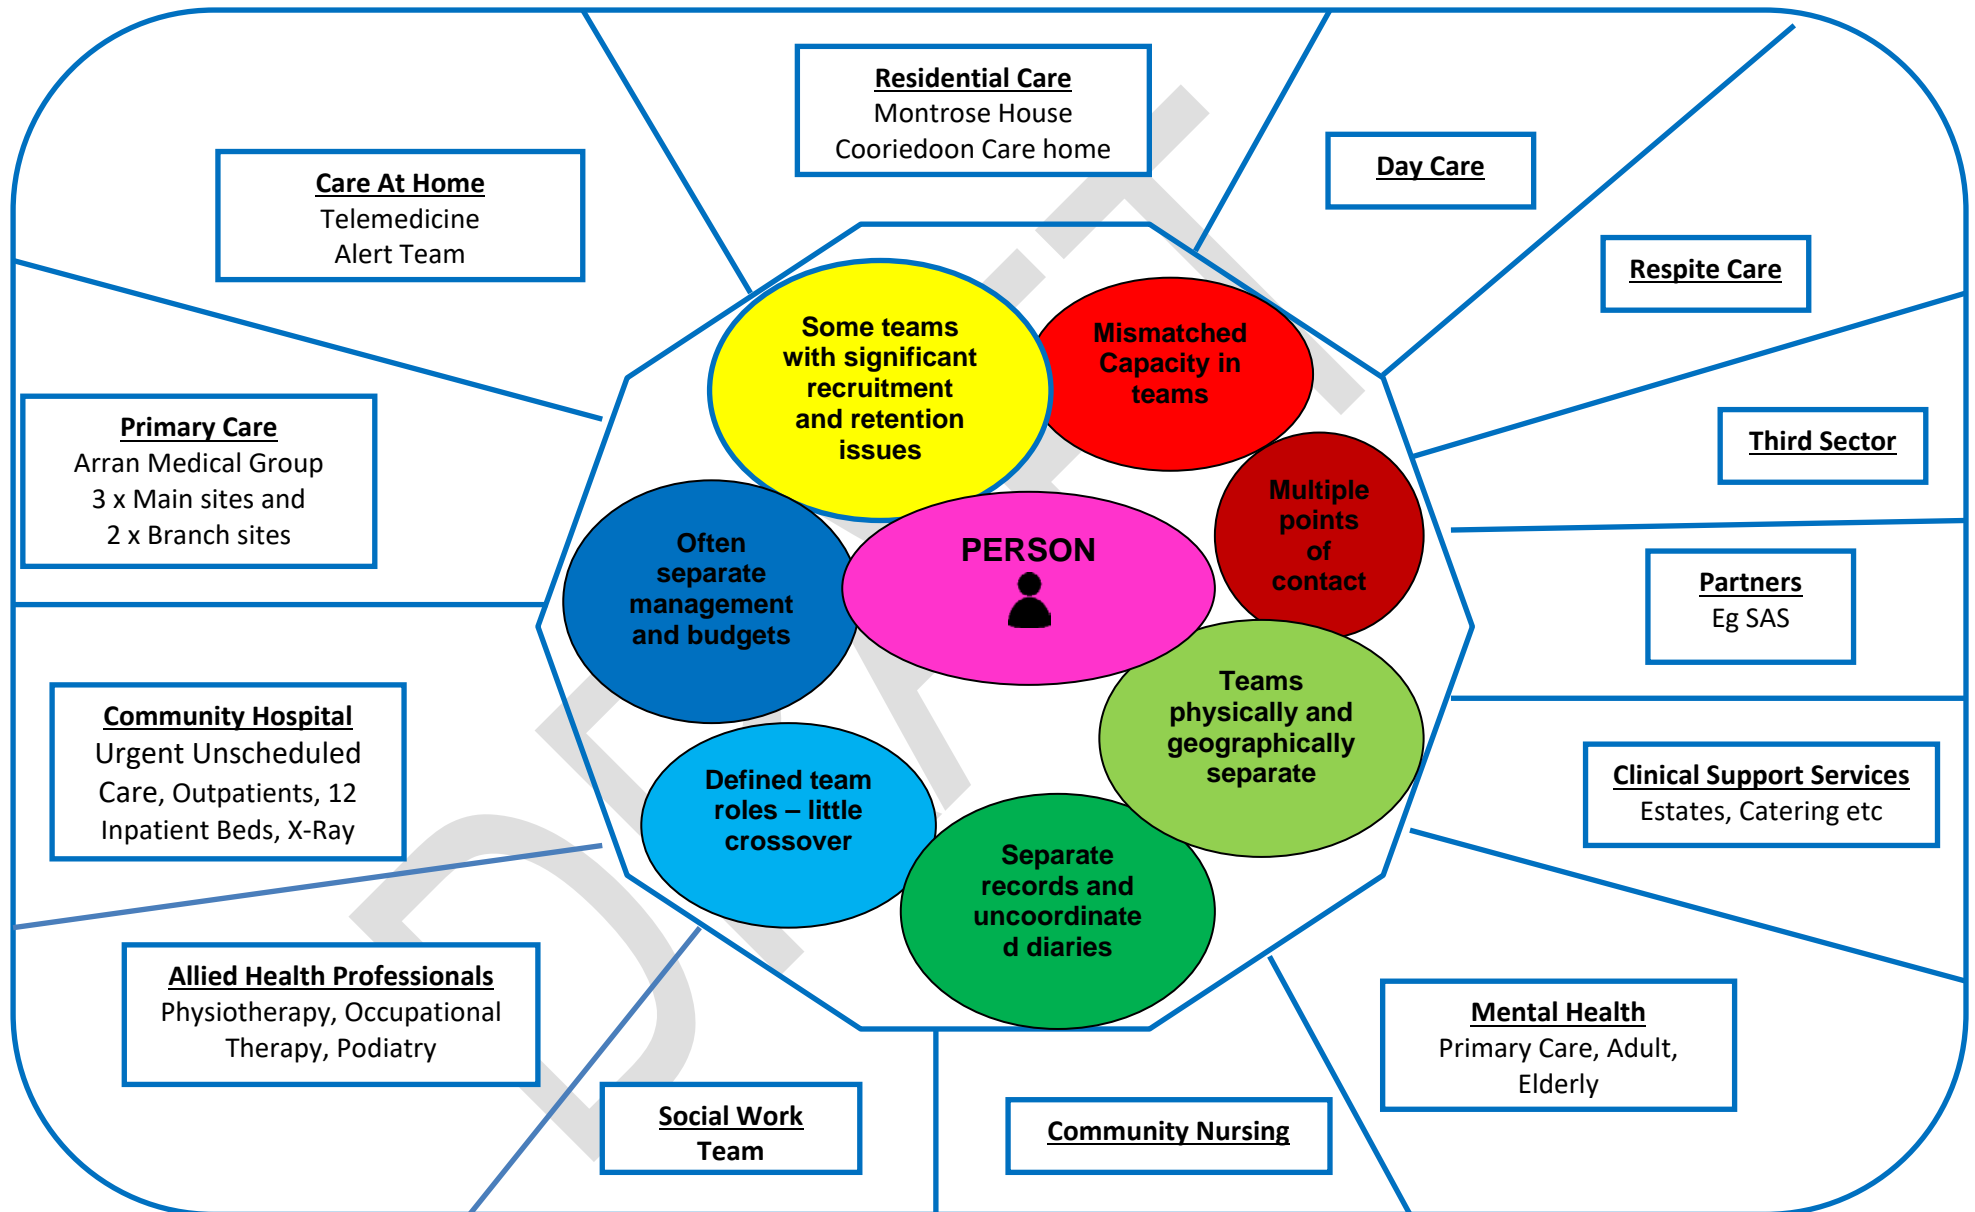 Residential Care
Montrose House
Cooriedoon Care home
Day Care
Care At Home
Telemedicine
Alert Team
Respite Care
Some teams
with significant
recruitment
and retention
issues
Mismatched
Capacity in
teams
Primary Care
Arran Medical Group
3 x Main sites and
2 x Branch sites
Third Sector
Multiple
points
of
contact
Often
separate
management
and budgets
PERSON
Partners
Eg SAS
Teams
physically and
geographically
separate
Community Hospital
Urgent Unscheduled
Care, Outpatients, 12
Inpatient Beds, X-Ray
Clinical Support Services
Estates, Catering etc
Defined team
roles – little
crossover
Separate
records and
uncoordinate
d diaries
Allied Health Professionals
Physiotherapy, Occupational
Therapy, Podiatry
Mental Health
Primary Care, Adult,
Elderly
Social Work
Team
Community Nursing
DRAFT